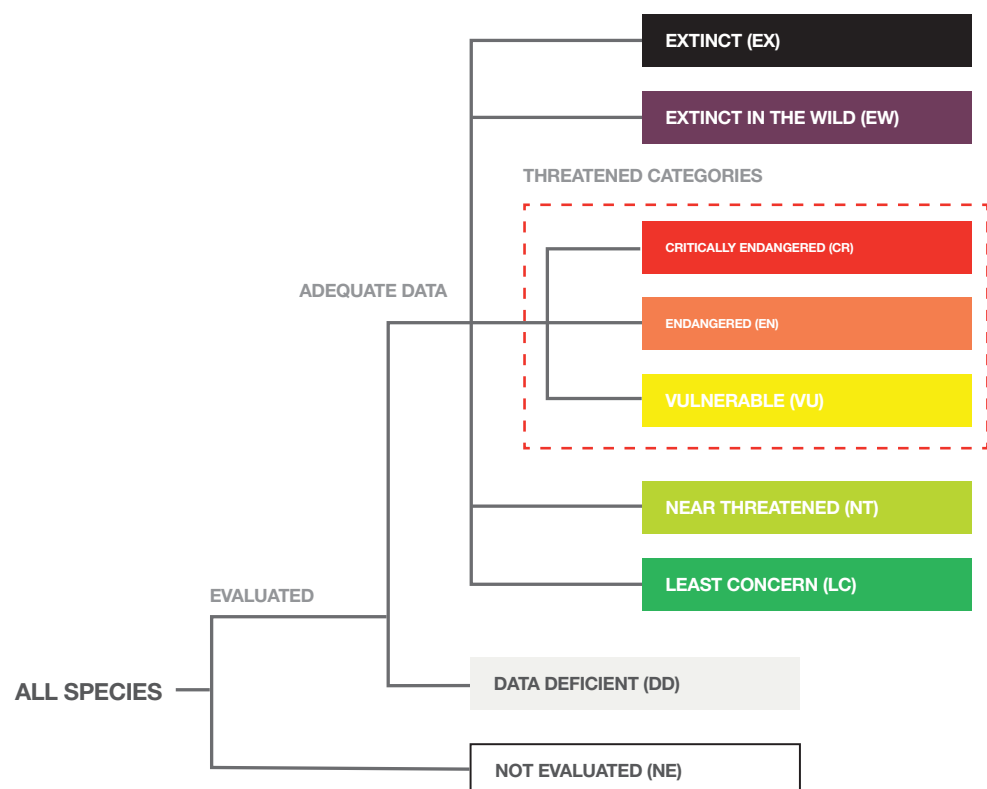 EXTINCT (EX)
EXTINCT IN THE WILD (EW)
THREATENED CATEGORIES
CRITICALLY ENDANGERED (CR)
ADEQUATE DATA
ENDANGERED (EN)
VULNERABLE (VU)
NEAR THREATENED (NT)
LEAST CONCERN (LC)
EVALUATED
DATA DEFICIENT (DD)
ALL SPECIES
NOT EVALUATED (NE)